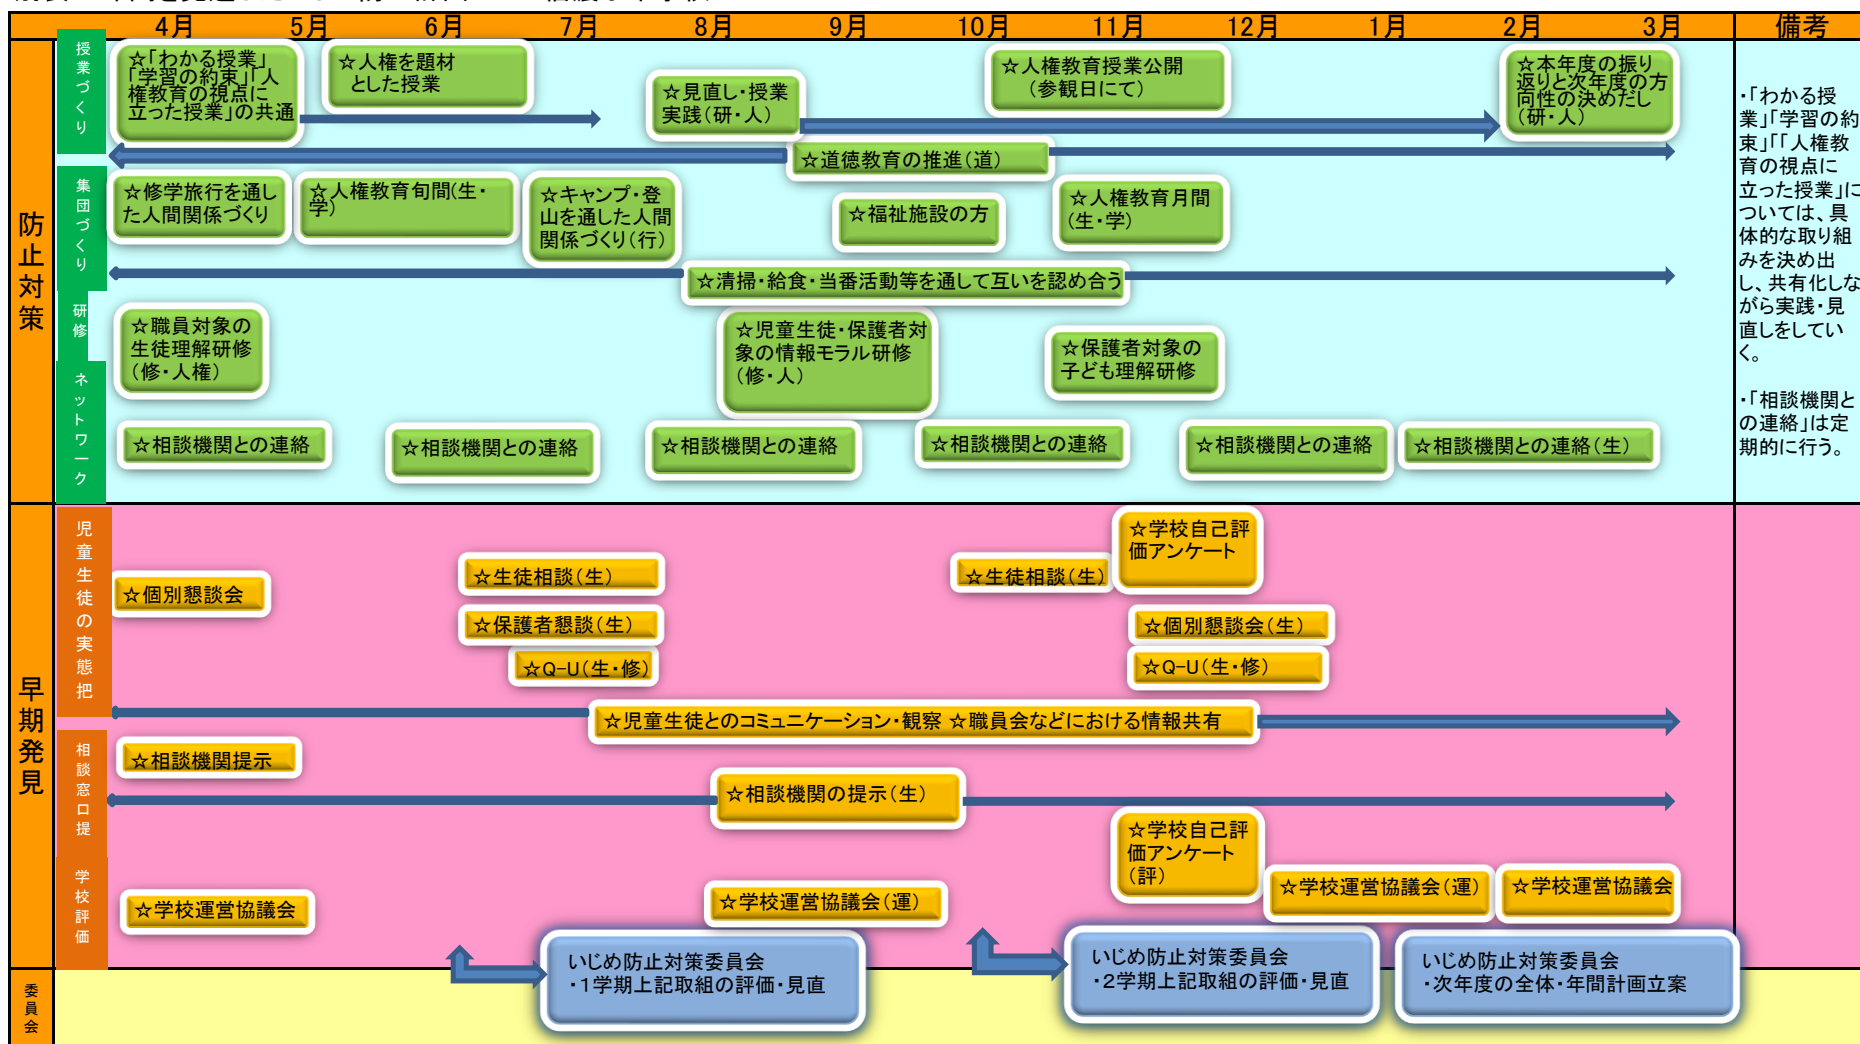 4月 5月 6月 7月 8月 9月 10月 11月 12月 1月 2月 3月 備考
防止対策
授業づくり
☆「わかる授業」
「学習の約束」「人
権教育の視点に
立った授業」の共通
☆人権を題材
とした授業
☆見直し・授業
実践（研・人）
☆人権教育授業公開
（参観日にて）
☆本年度の振り
返りと次年度の方
向性の決めだし
（研・人）
☆道徳教育の推進（道）
集団づくり
☆修学旅行を通し
た人間関係づくり
☆人権教育旬間（生・
学）
☆キャンプ・登
山を通した人間
関係づくり（行）
☆福祉施設の方
☆人権教育月間
（生・学）
☆清掃・給食・当番活動等を通して互いを認め合う
研修
☆職員対象の
生徒理解研修
（修・人権）
☆児童生徒・保護者対
象の情報モラル研修
（修・人）
☆保護者対象の
子ども理解研修
ネットワーク
☆相談機関との連絡
☆相談機関との連絡
☆相談機関との連絡
☆相談機関との連絡
☆相談機関との連絡
☆相談機関との連絡（生）
・「わかる授
業」「学習の約
束」「「人権教
育の視点に
立った授業」に
ついては、具
体的な取り組
みを決め出
し、共有化しな
がら実践・見
直しをしてい
く。
・「相談機関と
の連絡」は定
期的に行う。
早期発見
児童生徒の実態把
☆個別懇談会
☆生徒相談（生）
☆保護者懇談（生）
☆Q-U（生・修）
☆生徒相談（生）
☆学校自己評
価アンケート
☆個別懇談会（生）
☆Q-U（生・修）
☆児童生徒とのコミュニケーション・観察 ☆職員会などにおける情報共有
相談窓口提
☆相談機関提示
☆相談機関の提示（生）
学校評価
☆学校自己評
価アンケート
（評）
☆学校運営協議会
☆学校運営協議会（運）
☆学校運営協議会（運）
☆学校運営協議会
委員会
いじめ防止対策委員会
・1学期上記取組の評価・見直
いじめ防止対策委員会
・2学期上記取組の評価・見直
いじめ防止対策委員会
・次年度の全体・年間計画立案